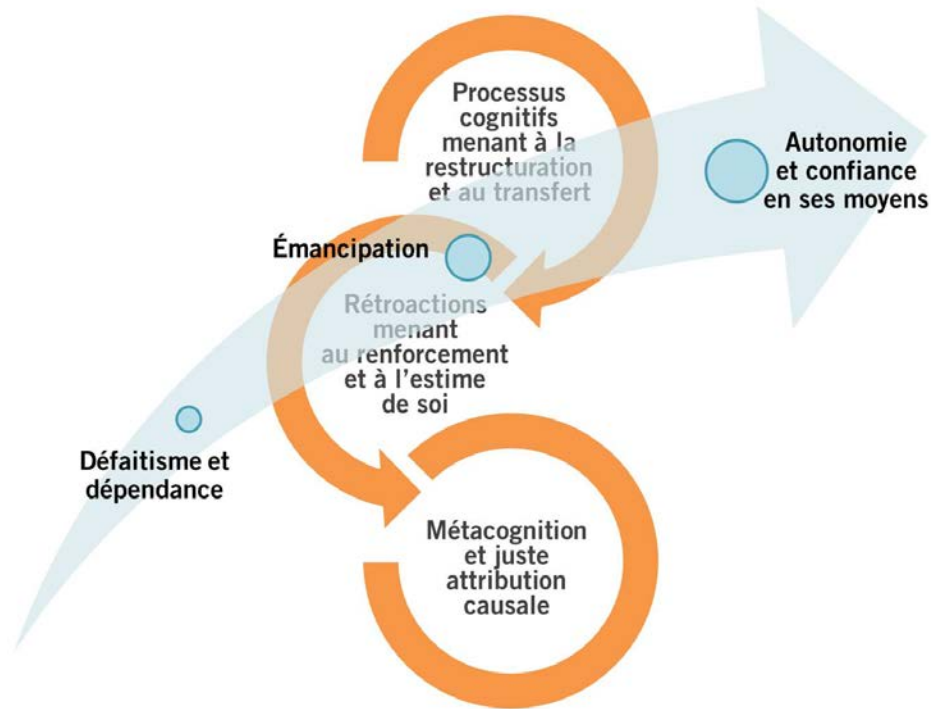 Processus
cognitifs
menant à la
restructuration
et au transfert
Autonomie
et confiance
en ses moyens
Émancipation
Rétroactions
menant
au renforcement
et à l’estime
de soi
Défaitisme et
dépendance
Métacognition
et juste
attribution
causale